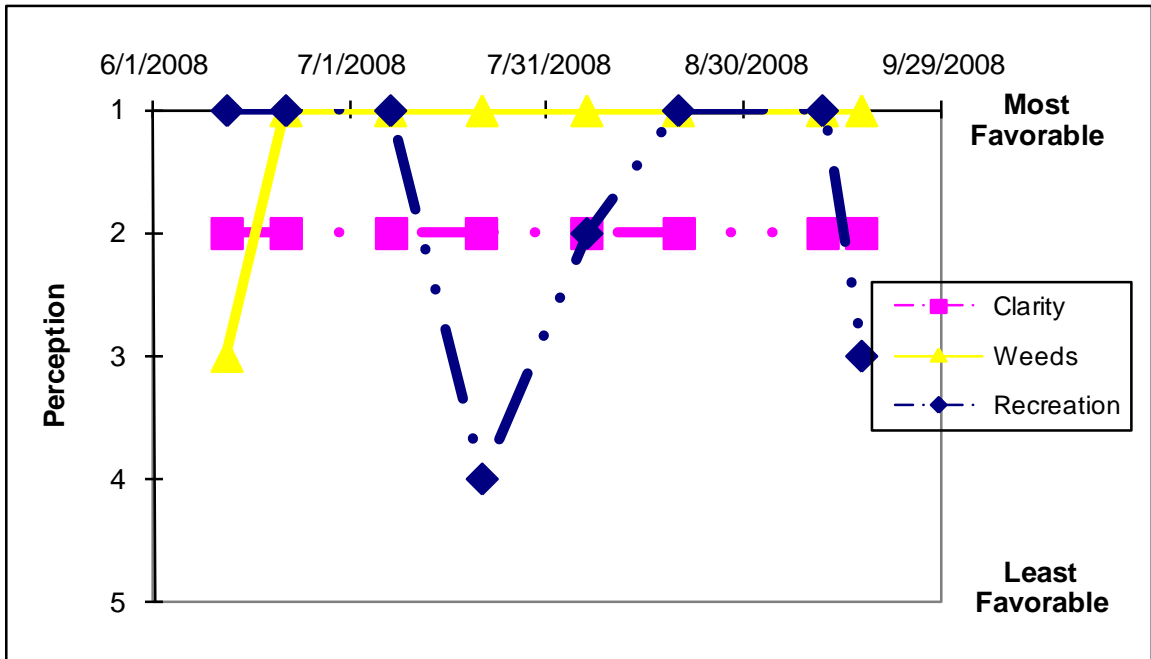 6/1/2008 7/1/2008 7/31/2008 8/30/2008 9/29/2008
1
2
3
4
5
Perception
Most
Favorable
Clarity
Weeds
Recreation
Least
Favorable